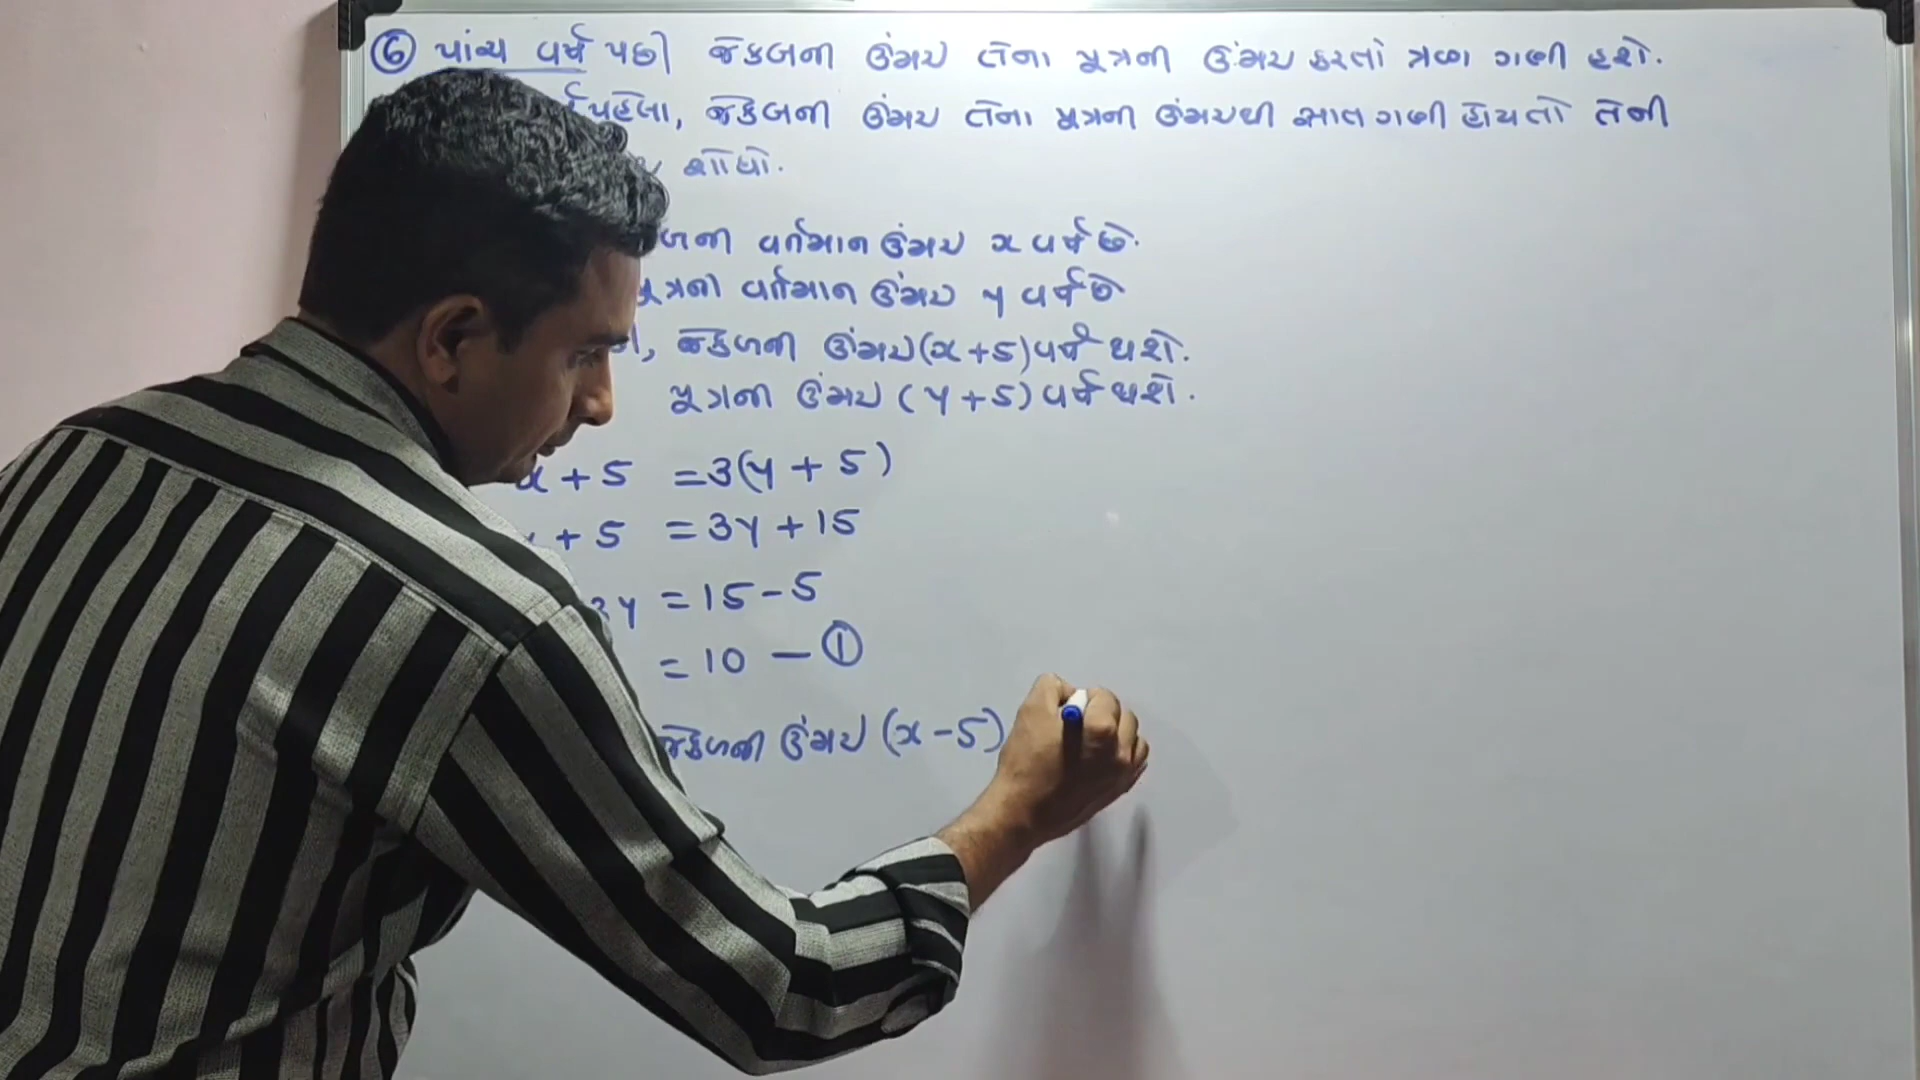 ⑥ પાંચ વર્ષ પછી જેકબની ઉંમર તેના પુત્રની ઉંમર કરતાં ત્રણ ગણી હશે.
પહેલા, જેકબની ઉંમર તેના પુત્રની ઉંમરથી સાત ગણી હોય તો તેની
શોધો.
વર્તમાન ઉંમર x વર્ષ છે.
પુત્રની વર્તમાન ઉંમર y વર્ષ છે
જેકબની ઉંમર (x+5) વર્ષ થશે.
પુત્રની ઉંમર (y+5) વર્ષ થશે.
x + 5 = 3(y + 5)
+ 5 = 3y + 15
3y = 15 - 5
= 10 — ①
જેકબની ઉંમર (x - 5)